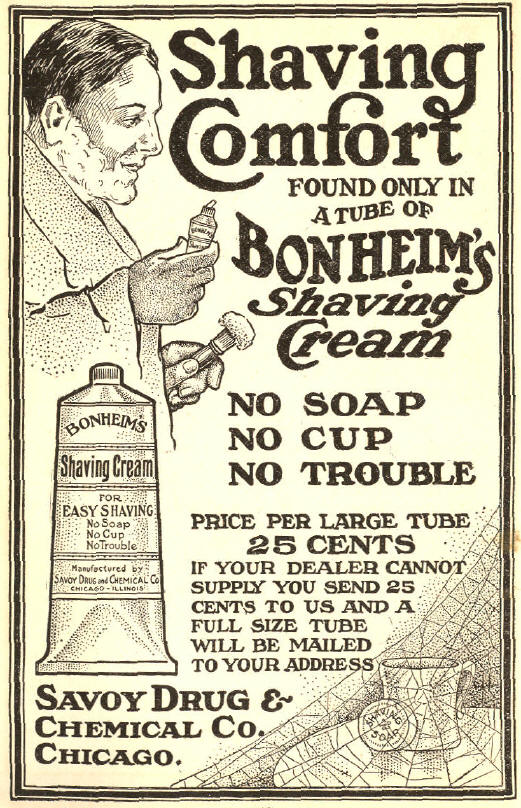 Shaving
Comfort
FOUND ONLY IN
A TUBE OF
BONHEIM'S
Shaving
Cream
BONHEIM'S
NO SOAP
NO CUP
NO TROUBLE
BONHEIMS
Shaving Cream
FOR
EASY SHAVING
No Soap
No Cup
No Trouble
Manufactured by
SAVOY DRUG and CHEMICAL CO
CHICAGO - ILLINOIS
PRICE PER LARGE TUBE
25 CENTS
IF YOUR DEALER CANNOT
SUPPLY YOU SEND 25
CENTS TO US AND A
FULL SIZE TUBE
WILL BE MAILED
TO YOUR ADDRESS
SAVOY DRUG &
CHEMICAL CO.
CHICAGO.
SHAVING
SOAP